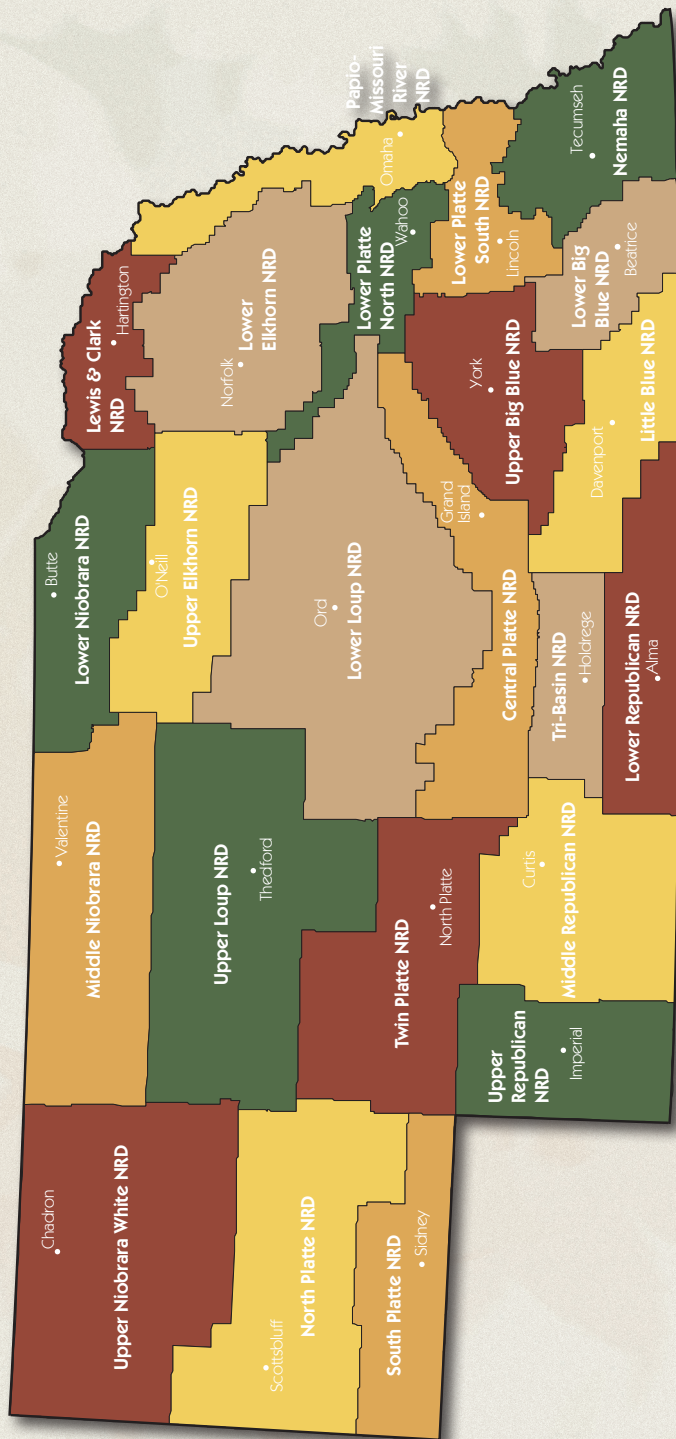 Chadron
Upper Niobrara White NRD
Scottsbluff
North Platte NRD
South Platte NRD
Sidney
Valentine
Middle Niobrara NRD
Upper Loup NRD
Thedford
Twin Platte NRD
North Platte
Upper
Republican
NRD
Imperial
Curtis
Middle Republican NRD
Butte
Lower Niobrara NRD
O'Neill
Upper Elkhorn NRD
Ord
Lower Loup NRD
Central Platte NRD
Grand
Island
Tri-Basin NRD
Holdrege
Lower Republican NRD
Alma
Lewis & Clark
NRD
Hartington
Norfolk
Lower
Elkhorn NRD
Lower Platte
North NRD
Wahoo
York
Upper Big Blue NRD
Davenport
Little Blue NRD
Papio-
Missouri
River
NRD
Omaha
Lower Platte
South NRD
Lincoln
Lower Big
Blue NRD
Beatrice
Tecumseh
Nemaha NRD